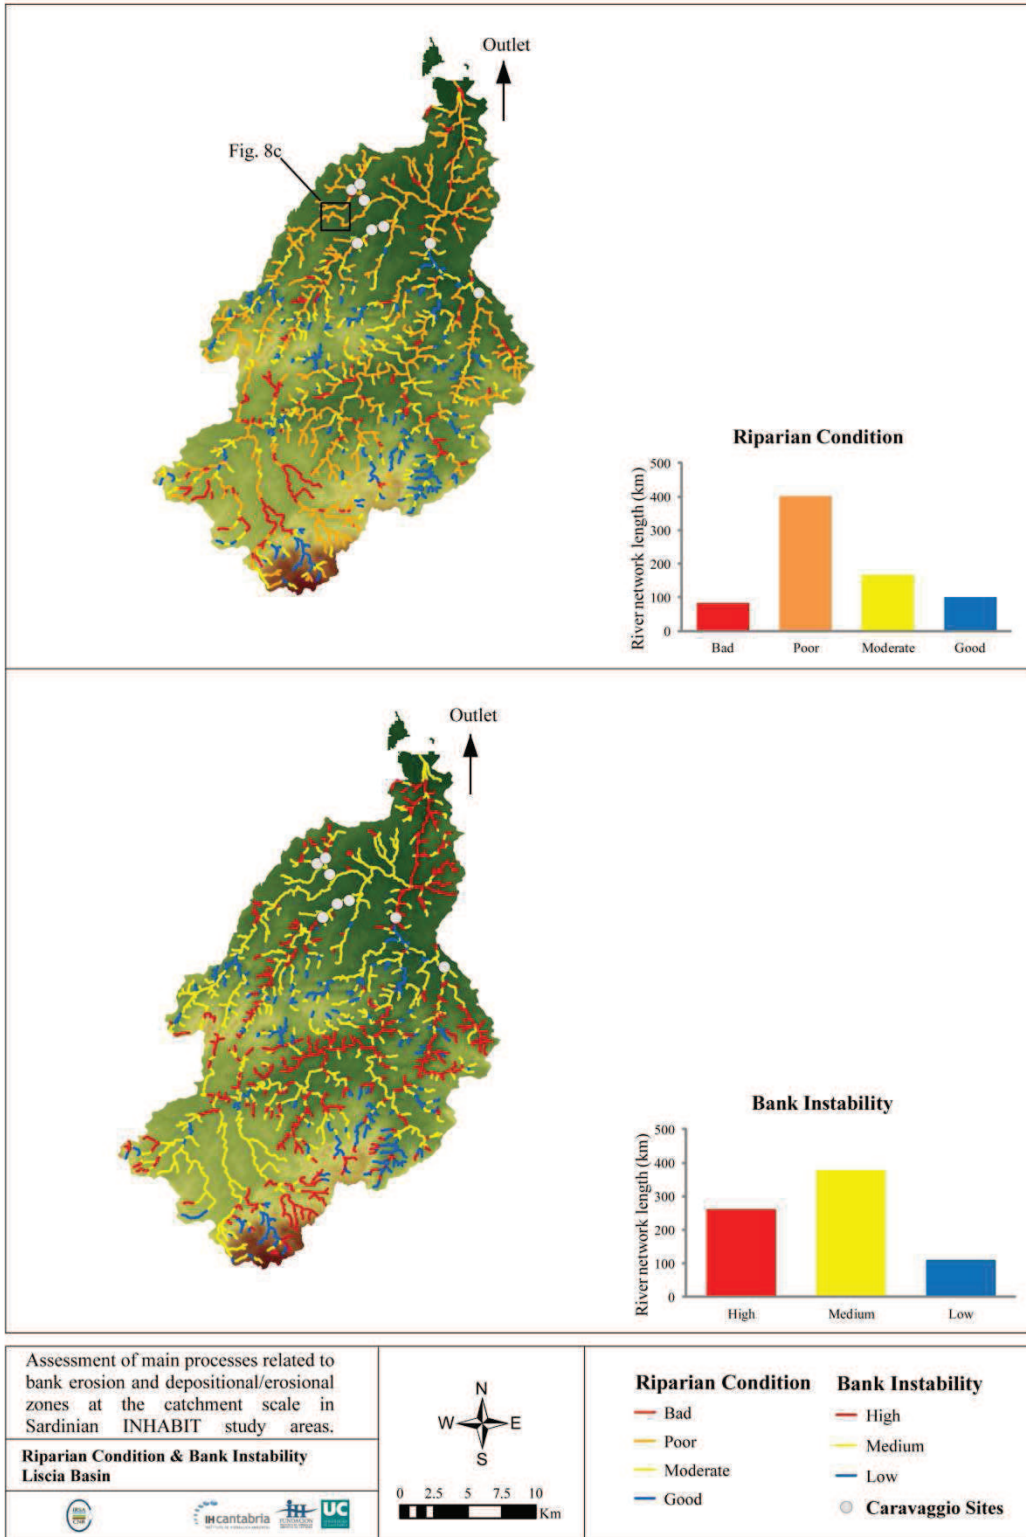 Outlet
Fig. 8c
Riparian Condition
River network length (km)
500
400
300
200
100
0
Bad
Poor
Moderate
Good
Outlet
Bank Instability
River network length (km)
500
400
300
200
100
0
High
Medium
Low
Assessment of main processes related to
bank erosion and depositional/erosional
zones at the catchment scale in
Sardinian INHABIT study areas.
Riparian Condition & Bank Instability
Liscia Basin
IRSA
CNR
IHcantabria
IH
FUNDACIÓN
UC
N
W E
S
0 2.5 5 7.5 10
Km
Riparian Condition
Bad
Poor
Moderate
Good
Bank Instability
High
Medium
Low
Caravaggio Sites